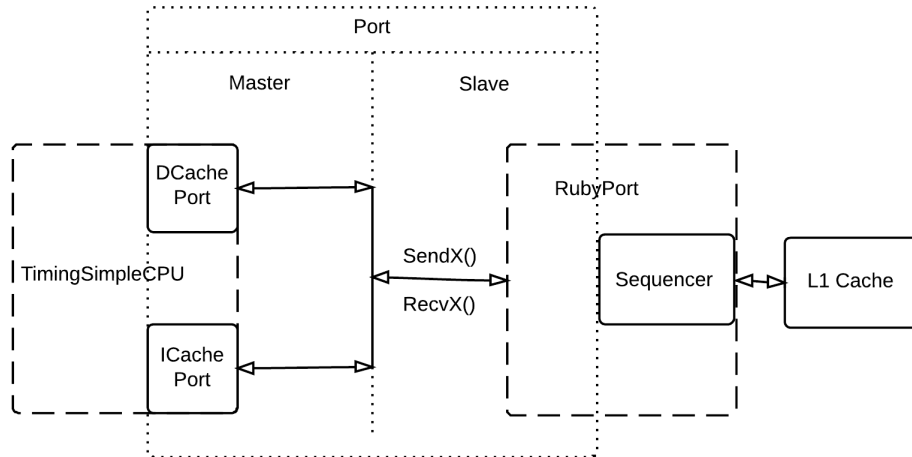 Port
Master
Slave
DCache
Port
RubyPort
SendX()
TimingSimpleCPU
Sequencer
L1 Cache
RecvX()
ICache
Port